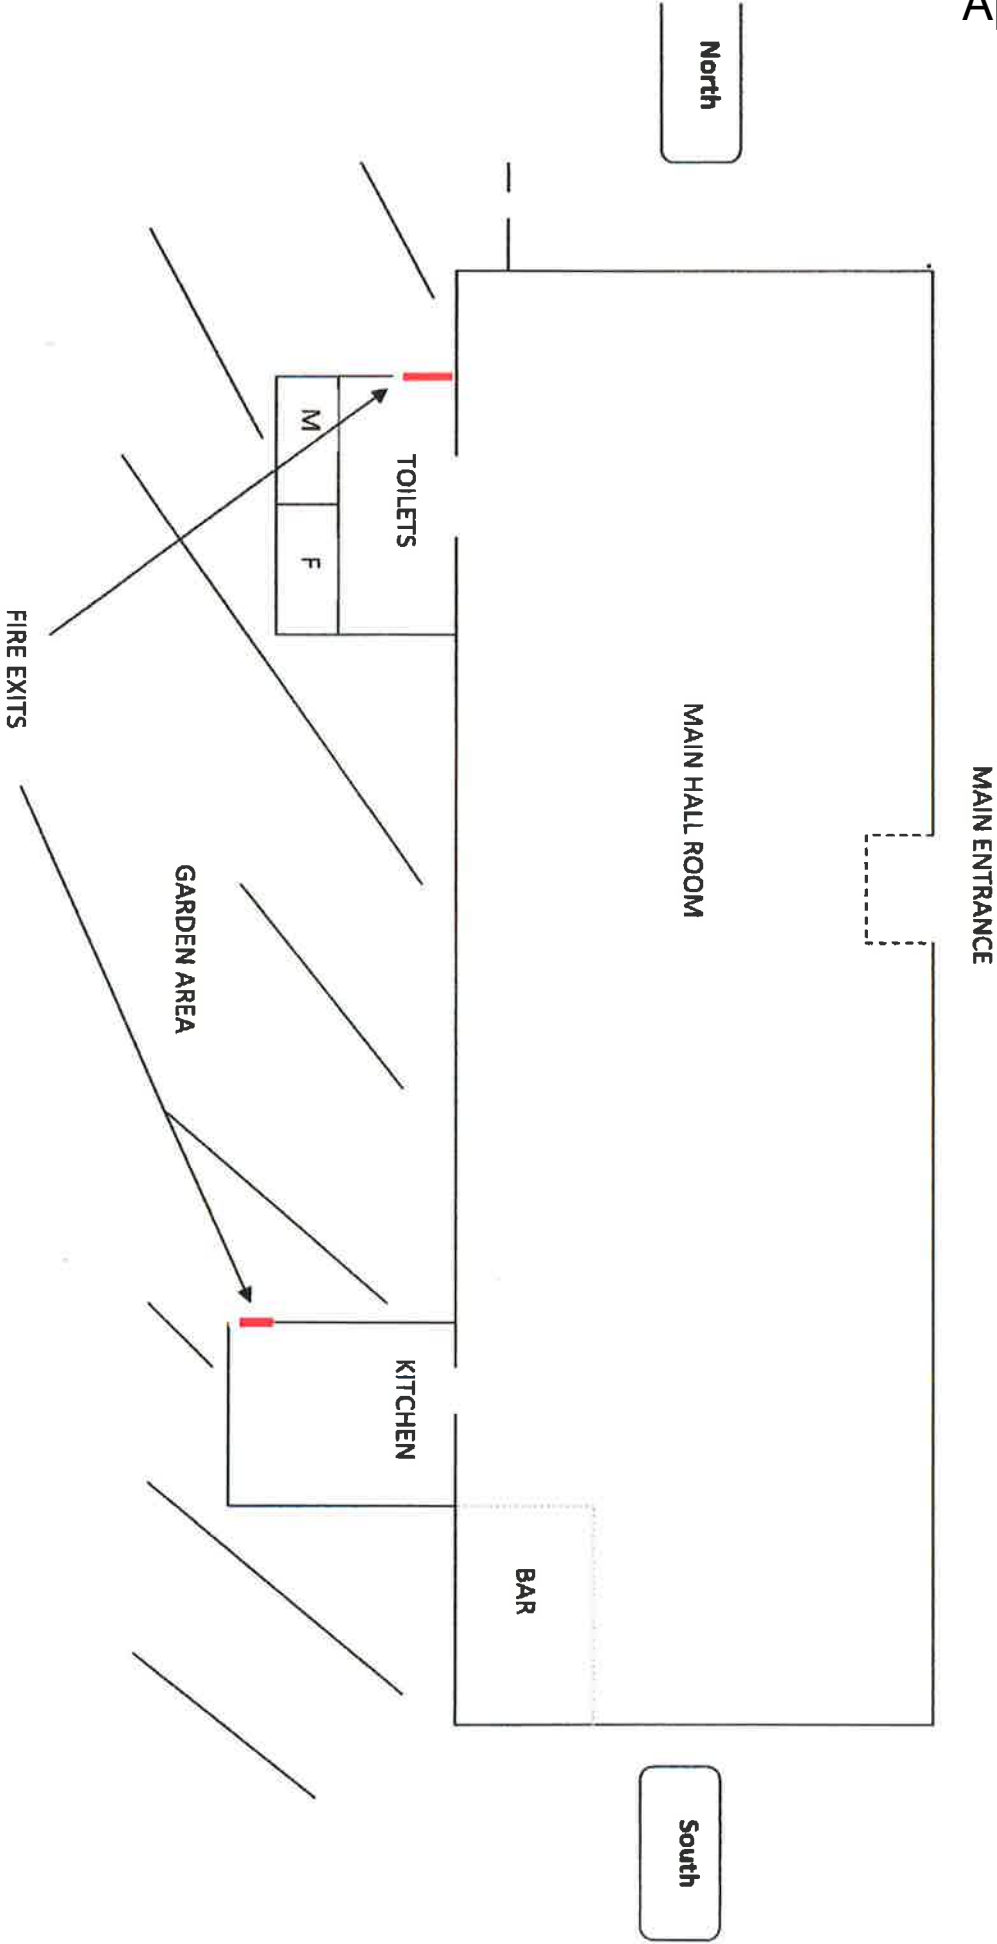 MAIN ENTRANCE
North
MAIN HALL ROOM
South
BAR
TOILETS
KITCHEN
M
F
GARDEN AREA
FIRE EXITS